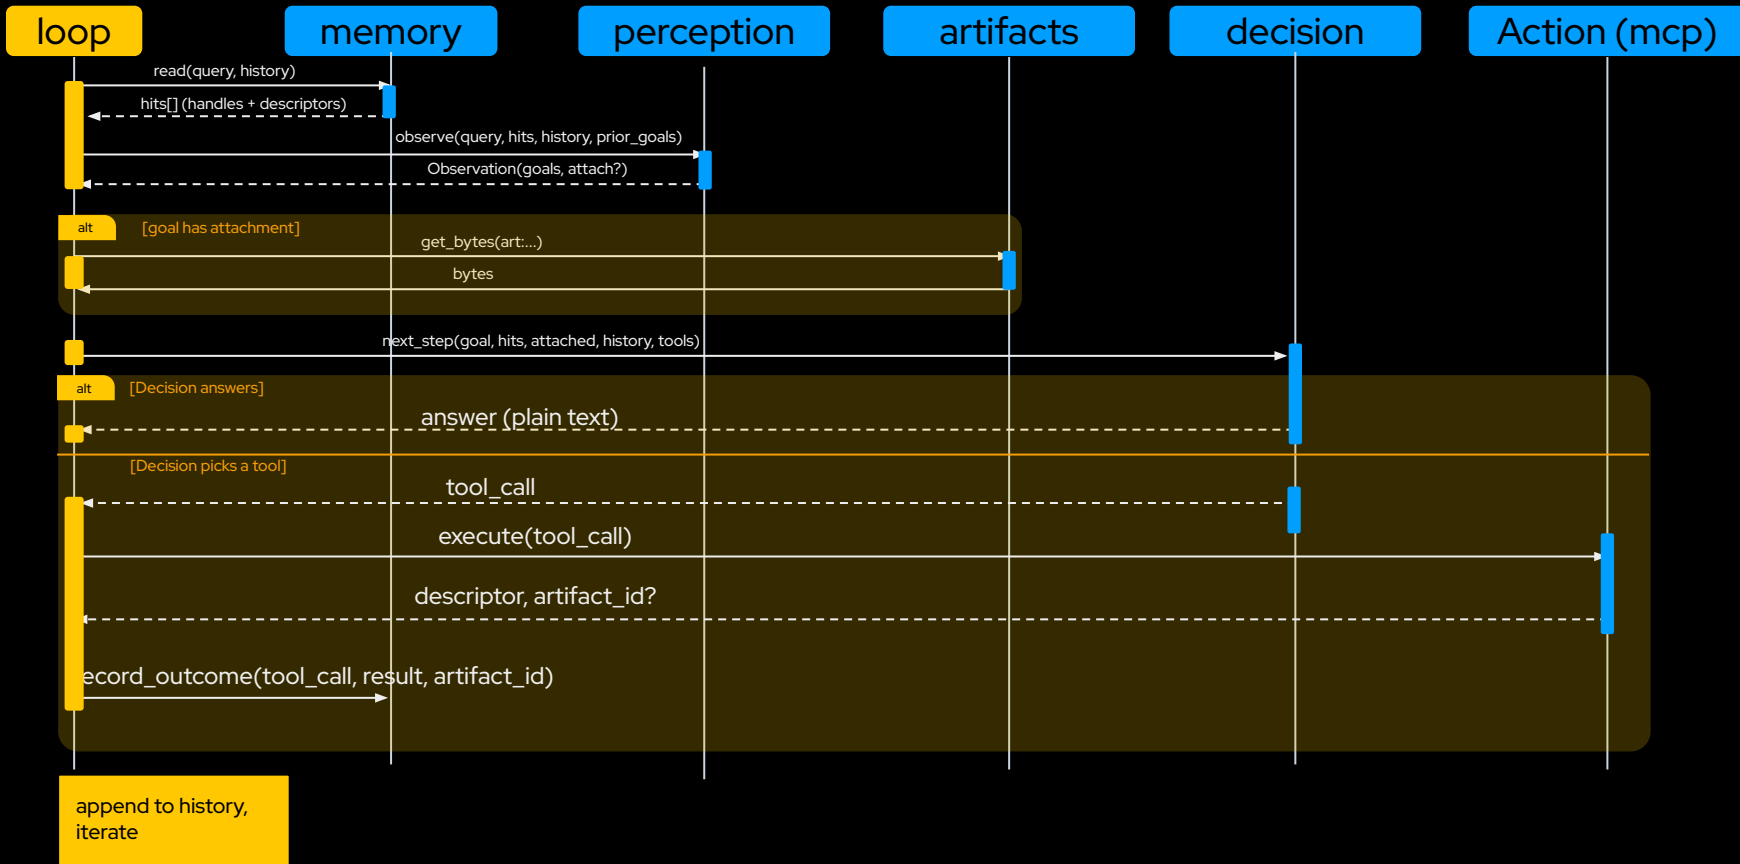 loop
memory
perception
artifacts
decision
Action (mcp)
read(query, history)
hits[] (handles + descriptors)
observe(query, hits, history, prior_goals)
Observation(goals, attach?)
alt
[goal has attachment]
get_bytes(art:...)
bytes
next_step(goal, hits, attached, history, tools)
alt
[Decision answers]
answer (plain text)
[Decision picks a tool]
tool_call
execute(tool_call)
descriptor, artifact_id?
ecord_outcome(tool_call, result, artifact_id)
append to history,
iterate